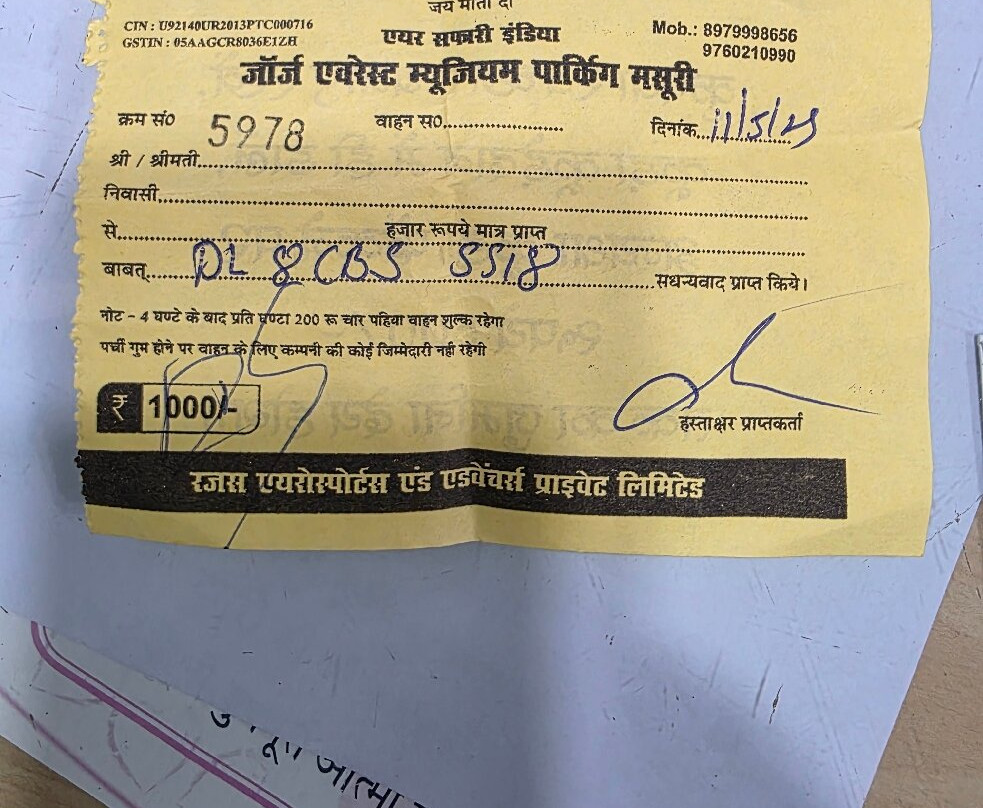 जय माता दी
CIN : U92140UR2013PTC000716
GSTIN : 05AAGCR8036E1ZH
एयर सफारी इंडिया
Mob.: 8979998656
9760210990
जॉर्ज एवरेस्ट म्यूजियम पार्किग मसूरी
क्रम सं० 5978 वाहन स०.................... दिनांक... 11/5/25
श्री / श्रीमती..............................
निवासी..............................
से.............................. हजार रूपये मात्र प्राप्त
बाबत् DL 8 CBS 5518 सधन्यवाद प्राप्त किये।
नोट - 4 घण्टे के बाद प्रति घण्टा 200 रू चार पहिया वाहन शुल्क रहेगा
पर्ची गुम होने पर वाहन के लिए कम्पनी की कोई जिम्मेदारी नही रहेगी
₹ 1000/-
हस्ताक्षर प्राप्तकर्ता
रजस एयरोस्पोर्टस एंड एडवेंचर्स प्राइवेट लिमिटेड
आत्मा